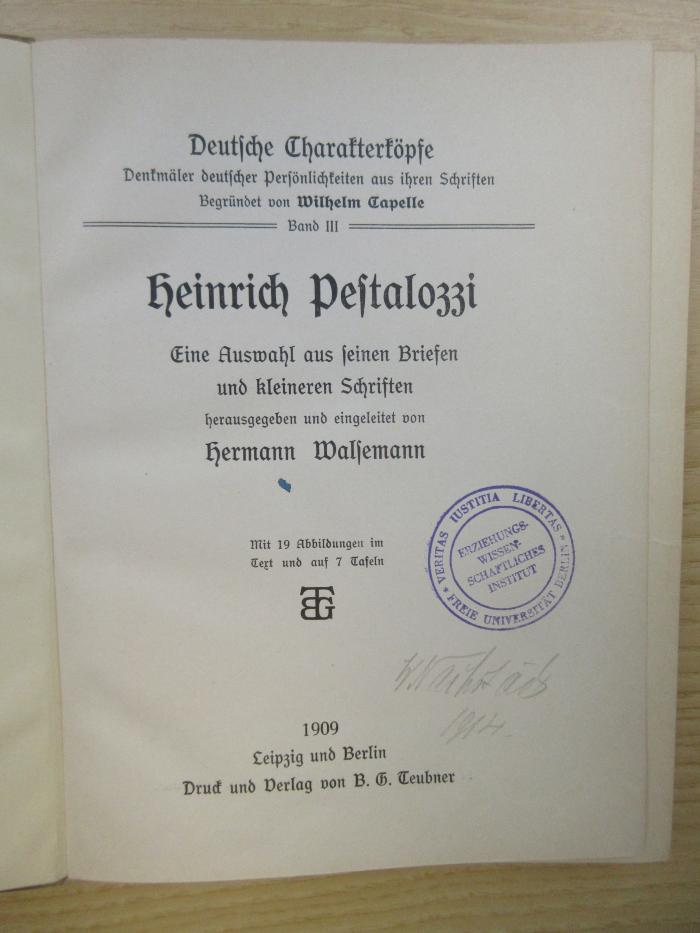 Deutſche Charakterköpfe
Denkmäler deutſcher Perſönlichkeiten aus ihren Schriften
Begründet von Wilhelm Capelle
Band III
Heinrich Peſtalozzi
Eine Auswahl aus ſeinen Briefen
und kleineren Schriften
herausgegeben und eingeleitet von
Hermann Walſemann
Mit 19 Abbildungen im
Text und auf 7 Tafeln
BTG
VERITAS IUSTITIA LIBERTAS
ERZIEHUNGS-
WISSEN-
SCHAFTLICHES
INSTITUT
FREIE UNIVERSITÄT BERLIN
1914.
1909
Leipzig und Berlin
Druck und Verlag von B. G. Teubner